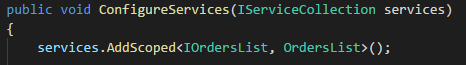 public void ConfigureServices(IServiceCollection services)
{
services.AddScoped<IOrdersList, OrdersList>();